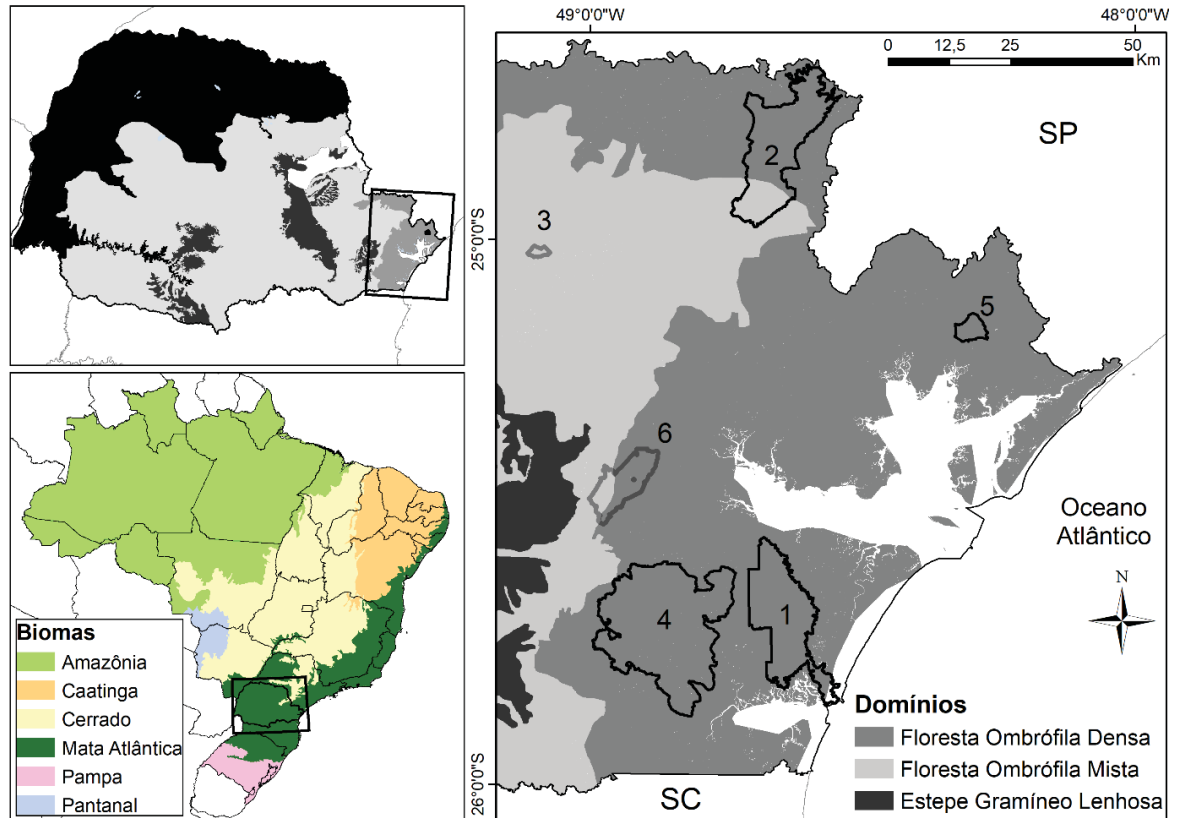 49°0'0"W
48°0'0"W
0 12,5 25 50
Km
SP
2
3
25°0'0"S
5
6
Oceano
Atlântico
N
4
1
Biomas
Amazônia
Caatinga
Cerrado
Mata Atlântica
Pampa
Pantanal
Domínios
Floresta Ombrófila Densa
Floresta Ombrófila Mista
Estepe Gramíneo Lenhosa
26°0'0"S
SC